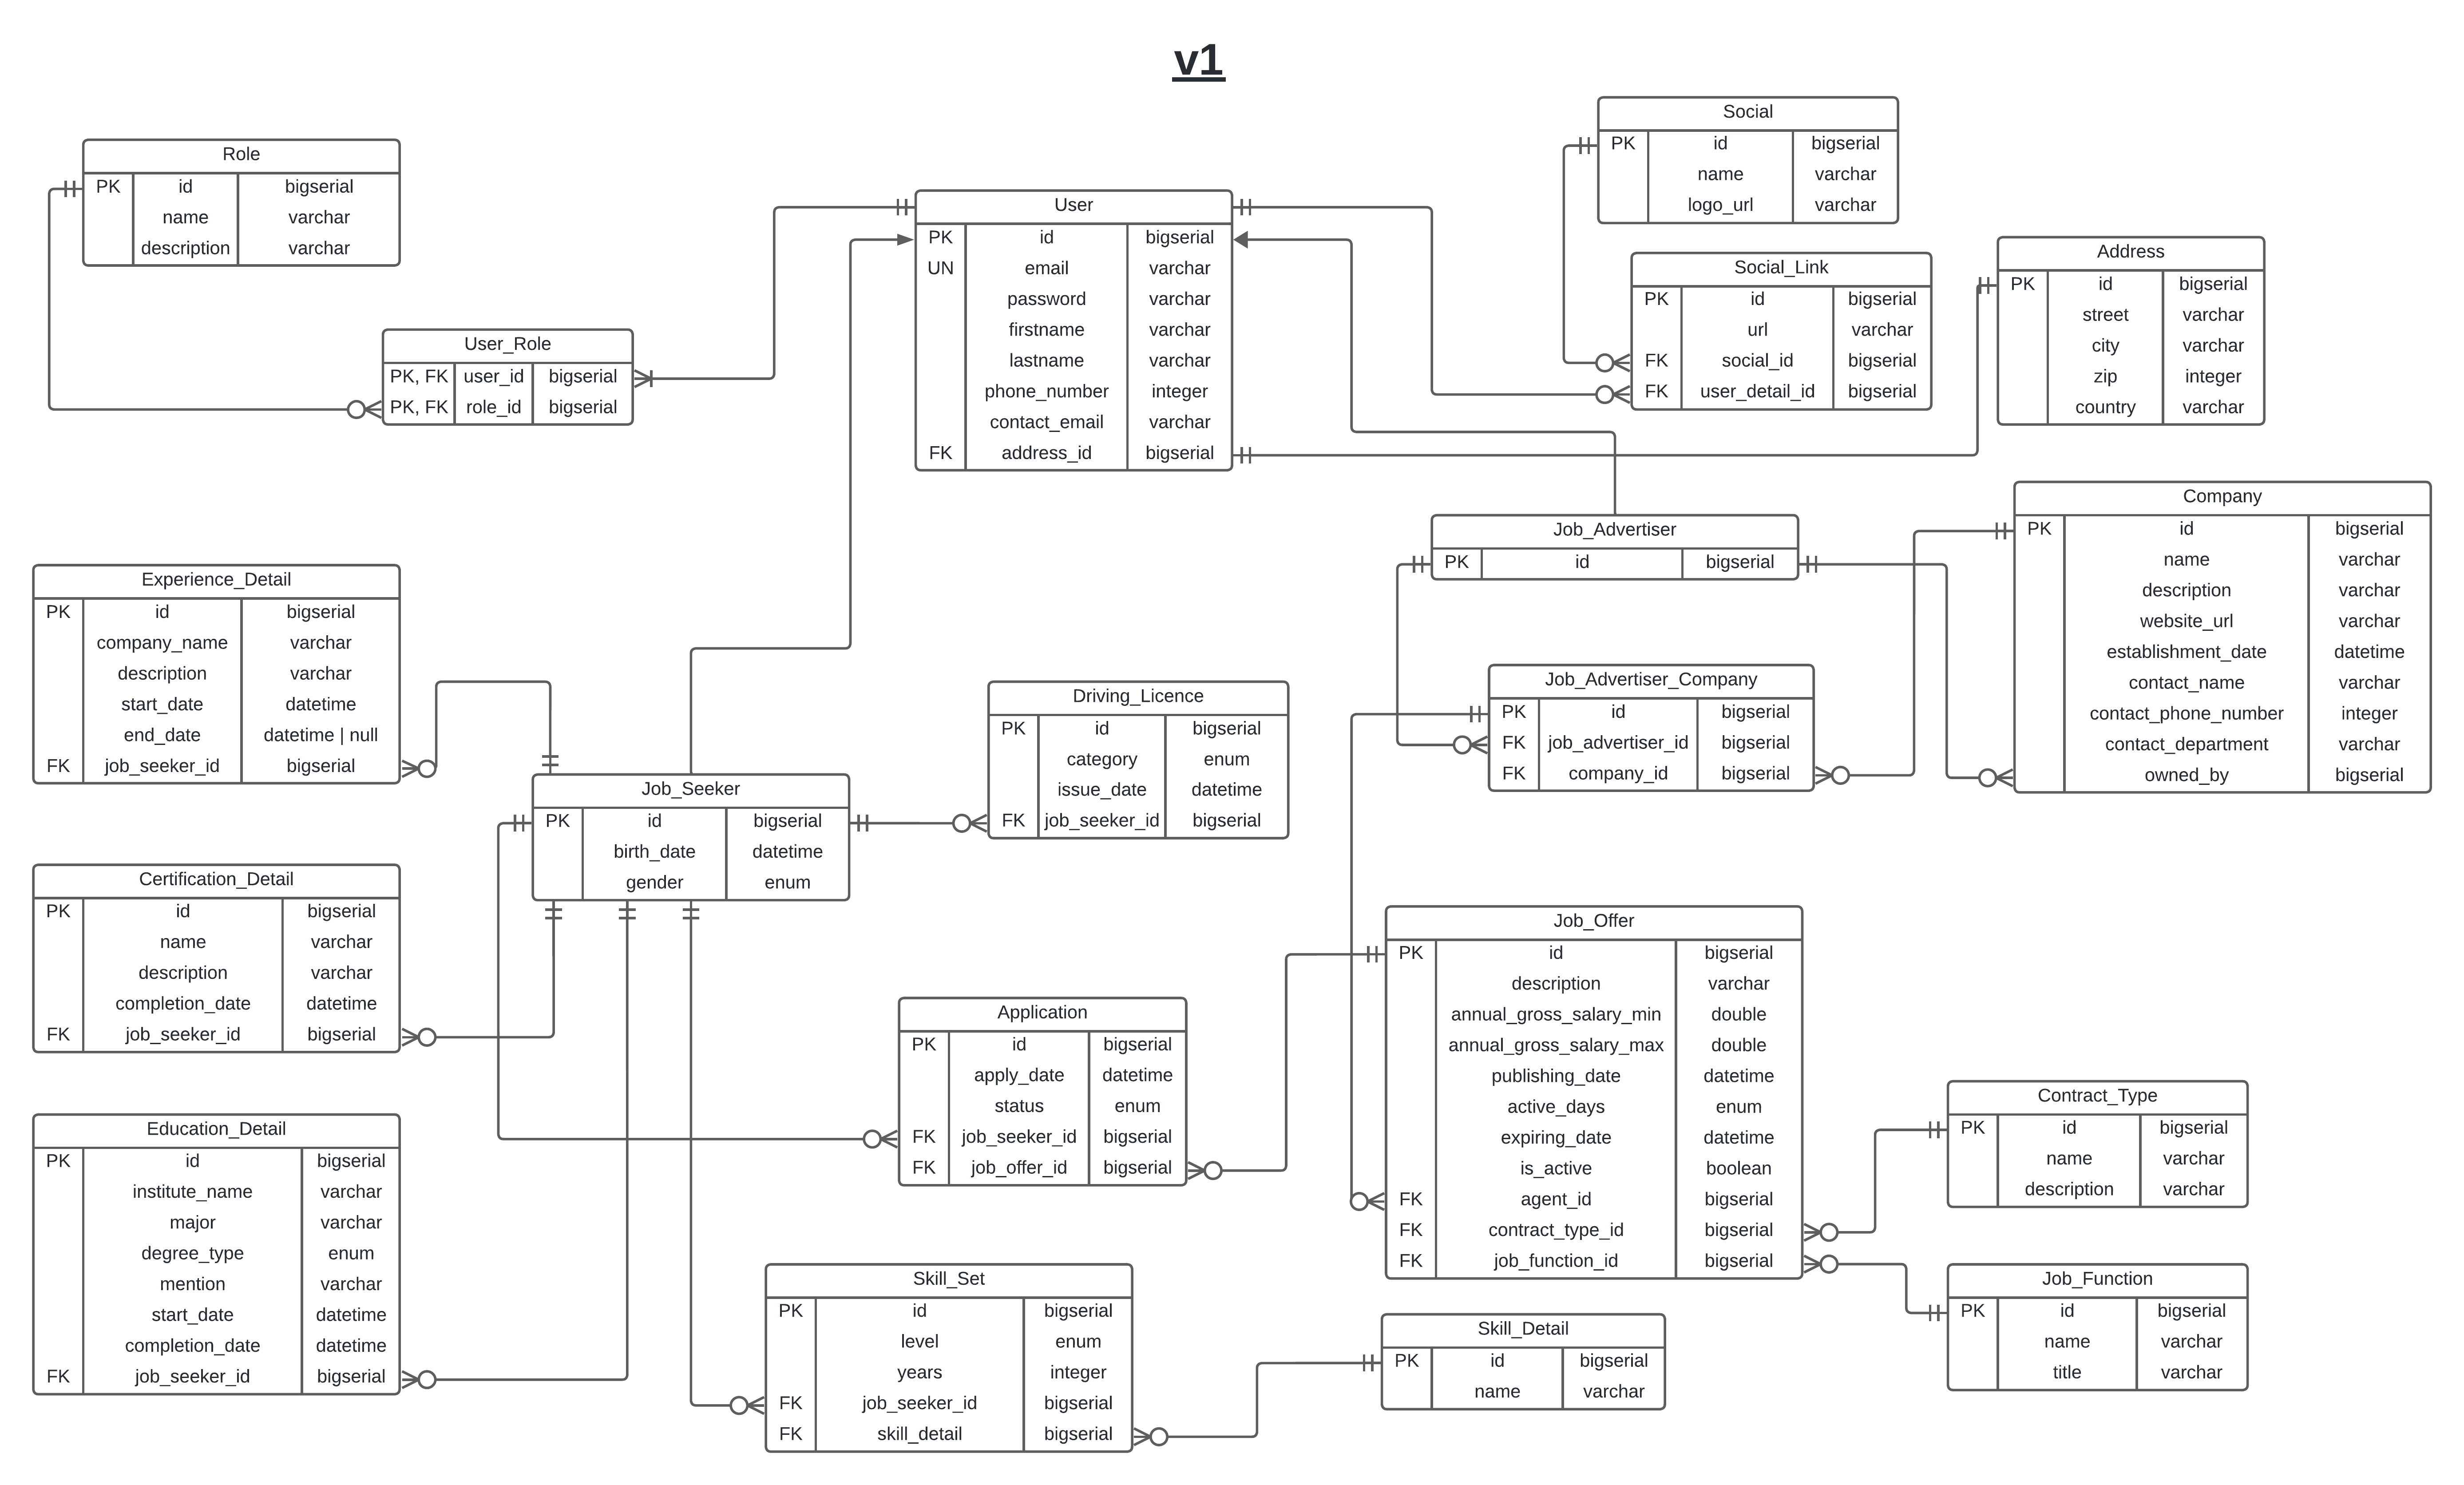 v1
Role
PK id bigserial
name varchar
description varchar
User_Role
PK, FK user_id bigserial
PK, FK role_id bigserial
User
PK id bigserial
UN email varchar
password varchar
firstname varchar
lastname varchar
phone_number integer
contact_email varchar
FK address_id bigserial
Social
PK id bigserial
name varchar
logo_url varchar
Social_Link
PK id bigserial
url varchar
FK social_id bigserial
FK user_detail_id bigserial
Address
PK id bigserial
street varchar
city varchar
zip integer
country varchar
Job_Advertiser
PK id bigserial
Company
PK id bigserial
name varchar
description varchar
website_url varchar
establishment_date datetime
contact_name varchar
contact_phone_number integer
contact_department varchar
owned_by bigserial
Job_Advertiser_Company
PK id bigserial
FK job_advertiser_id bigserial
FK company_id bigserial
Experience_Detail
PK id bigserial
company_name varchar
description varchar
start_date datetime
end_date datetime | null
FK job_seeker_id bigserial
Driving_Licence
PK id bigserial
category enum
issue_date datetime
FK job_seeker_id bigserial
Job_Seeker
PK id bigserial
birth_date datetime
gender enum
Certification_Detail
PK id bigserial
name varchar
description varchar
completion_date datetime
FK job_seeker_id bigserial
Application
PK id bigserial
apply_date datetime
status enum
FK job_seeker_id bigserial
FK job_offer_id bigserial
Job_Offer
PK id bigserial
description varchar
annual_gross_salary_min double
annual_gross_salary_max double
publishing_date datetime
active_days enum
expiring_date datetime
is_active boolean
FK agent_id bigserial
FK contract_type_id bigserial
FK job_function_id bigserial
Contract_Type
PK id bigserial
name varchar
description varchar
Education_Detail
PK id bigserial
institute_name varchar
major varchar
degree_type enum
mention varchar
start_date datetime
completion_date datetime
FK job_seeker_id bigserial
Skill_Set
PK id bigserial
level enum
years integer
FK job_seeker_id bigserial
FK skill_detail bigserial
Skill_Detail
PK id bigserial
name varchar
Job_Function
PK id bigserial
name varchar
title varchar